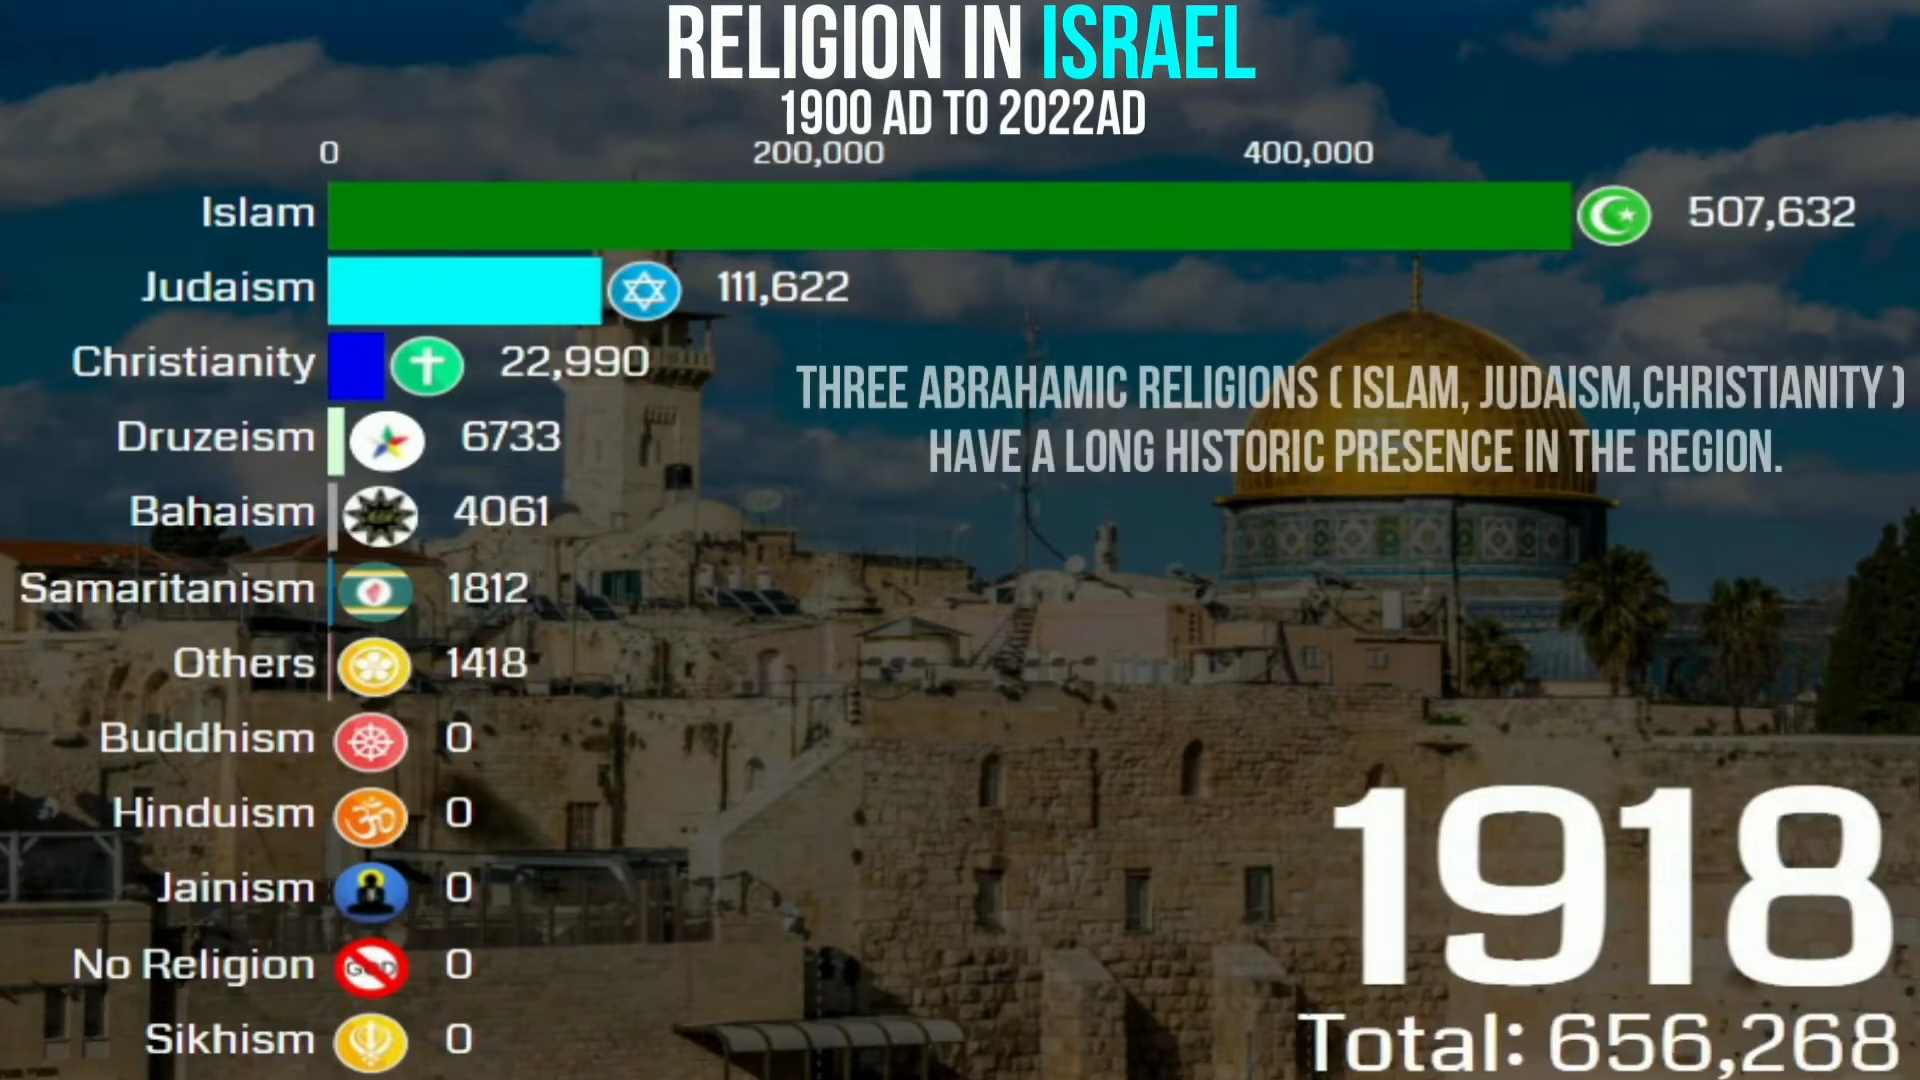 RELIGION IN ISRAEL
1900 AD TO 2022AD
0 200,000 400,000
Islam 507,632
Judaism 111,622
Christianity 22,990
THREE ABRAHAMIC RELIGIONS ( ISLAM, JUDAISM,CHRISTIANITY )
HAVE A LONG HISTORIC PRESENCE IN THE REGION.
Druzeism 6733
Bahaism 4061
Samaritanism 1812
Others 1418
Buddhism 0
Hinduism 0
Jainism 0
No Religion GOD 0
Sikhism 0
1918
Total: 656,268